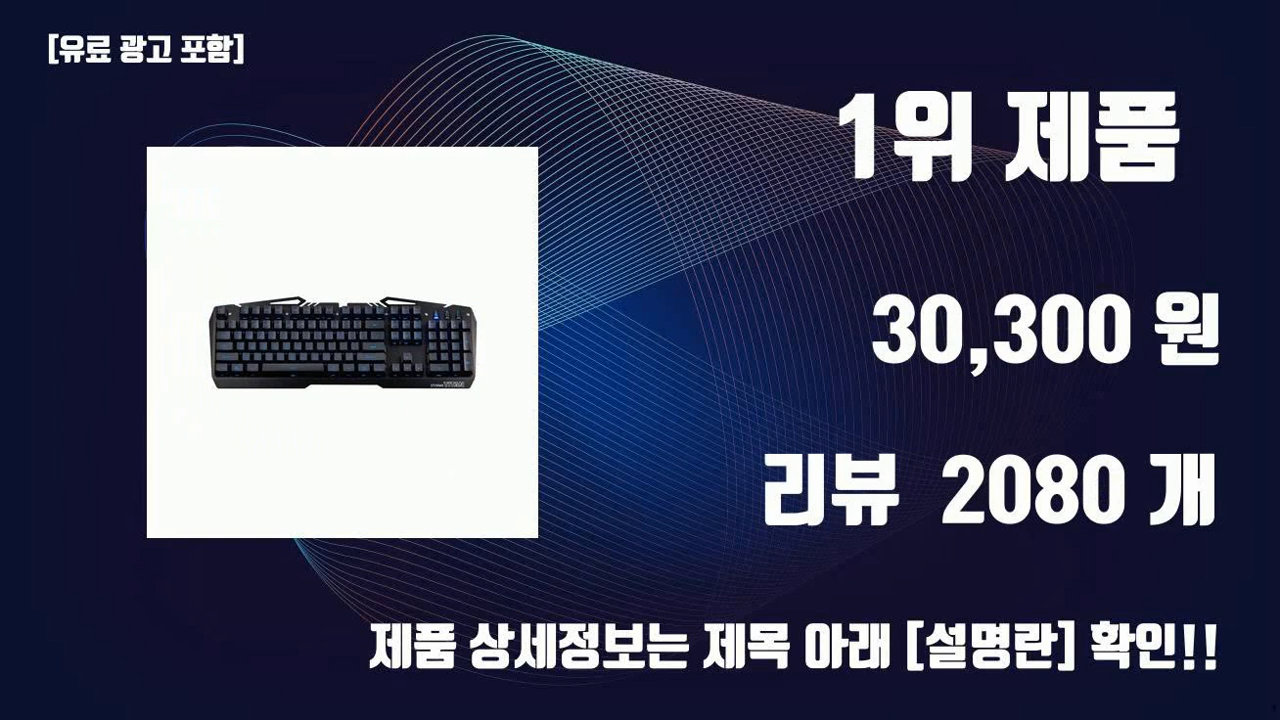 [유료 광고 포함]
1위 제품
30,300 원
리뷰 2080 개
제품 상세정보는 제목 아래 [설명란] 확인!!